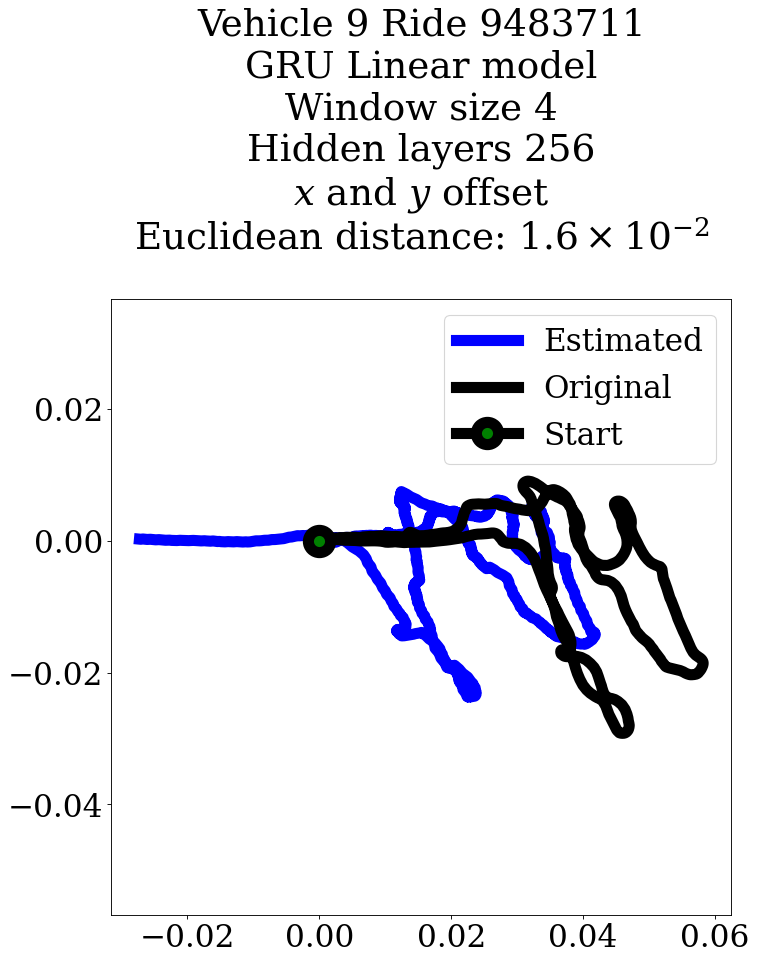 Vehicle 9 Ride 9483711
GRU Linear model
Window size 4
Hidden layers 256
x and y offset
Euclidean distance: 1.6 × 10⁻²
Estimated
Original
Start
0.02
0.00
−0.02
−0.04
−0.02 0.00 0.02 0.04 0.06